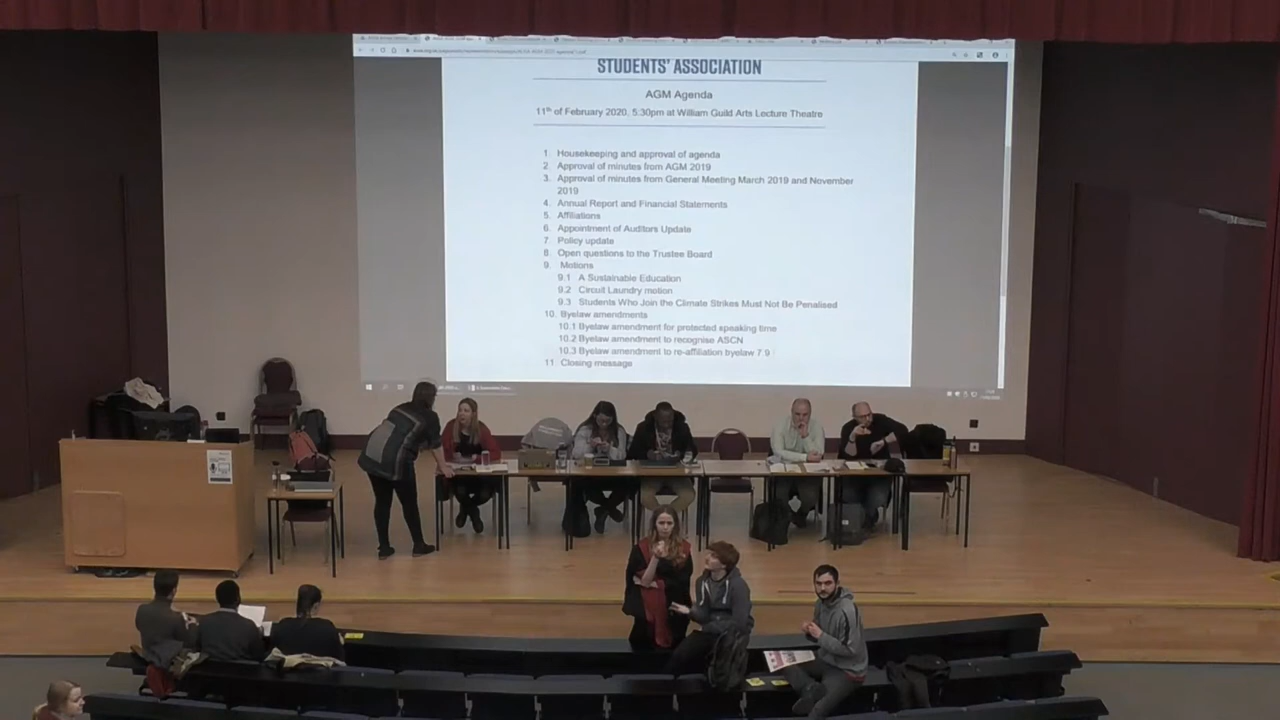 STUDENTS' ASSOCIATION
AGM Agenda
11th of February 2020, 5:30pm at William Guild Arts Lecture Theatre
1. Housekeeping and approval of agenda
2. Approval of minutes from AGM 2019
3. Approval of minutes from General Meeting March 2019 and November
2019
4. Annual Report and Financial Statements
5. Affiliations
6. Appointment of Auditors Update
7. Policy update
8. Open questions to the Trustee Board
9. Motions
9.1 A Sustainable Education
9.2 Circuit Laundry motion
9.3 Students Who Join the Climate Strikes Must Not Be Penalised
10. Byelaw amendments
10.1 Byelaw amendment for protected speaking time
10.2 Byelaw amendment to recognise ASCN
10.3 Byelaw amendment to re-affiliation byelaw 7.9
11. Closing message